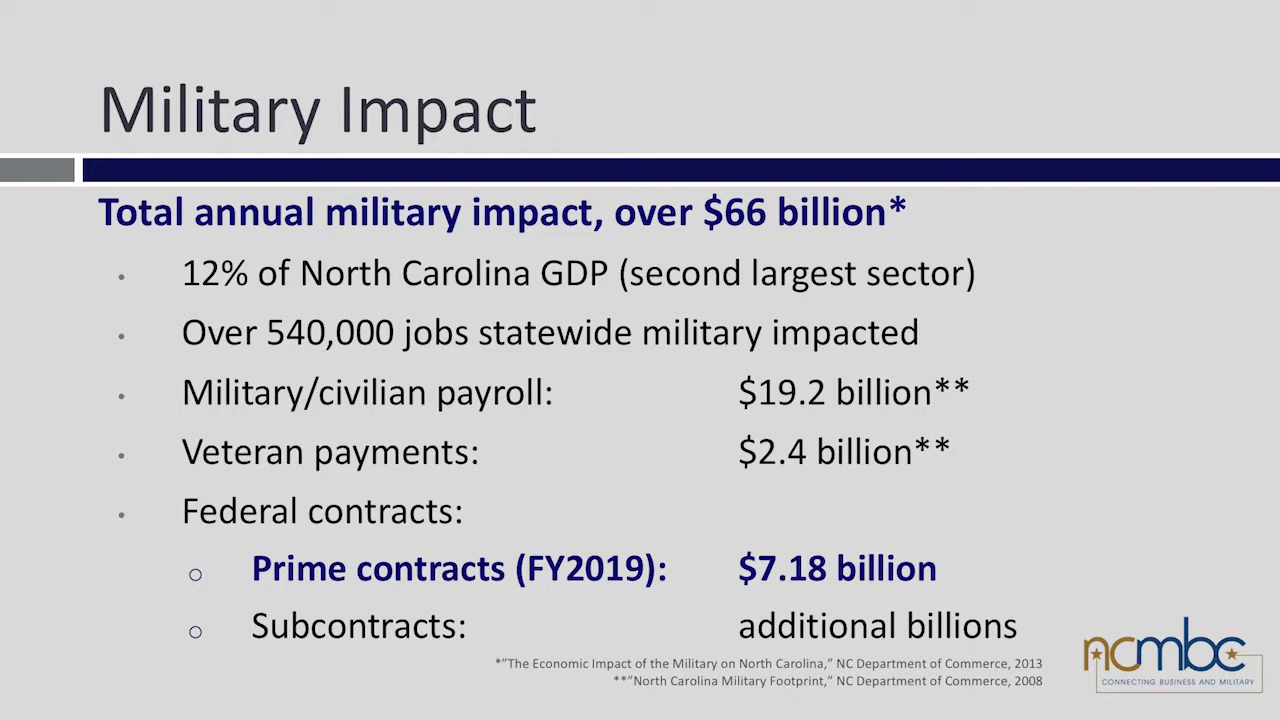 Military Impact
Total annual military impact, over $66 billion*
• 12% of North Carolina GDP (second largest sector)
• Over 540,000 jobs statewide military impacted
• Military/civilian payroll: $19.2 billion**
• Veteran payments: $2.4 billion**
• Federal contracts:
o Prime contracts (FY2019): $7.18 billion
o Subcontracts: additional billions
*”The Economic Impact of the Military on North Carolina,” NC Department of Commerce, 2013
**”North Carolina Military Footprint,” NC Department of Commerce, 2008
ncmbc
CONNECTING BUSINESS AND MILITARY